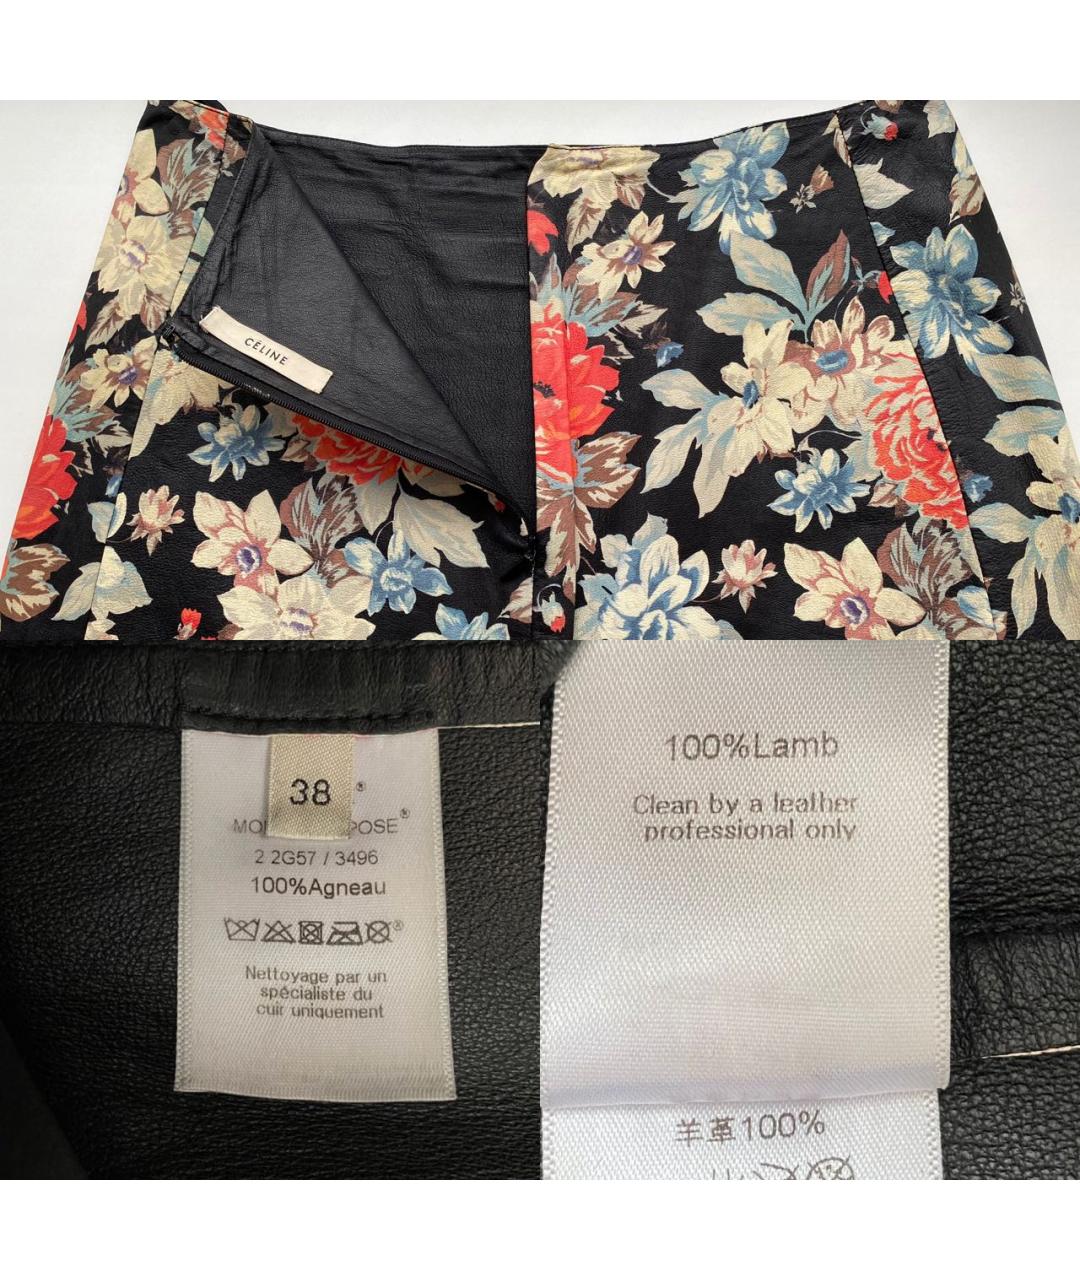 CÉLINE
38
®
®
2 2G57 / 3496
100%Agneau
Nettoyage par un
spécialiste du
cuir uniquement
100%Lamb
Clean by a leather
professional only
羊革100%